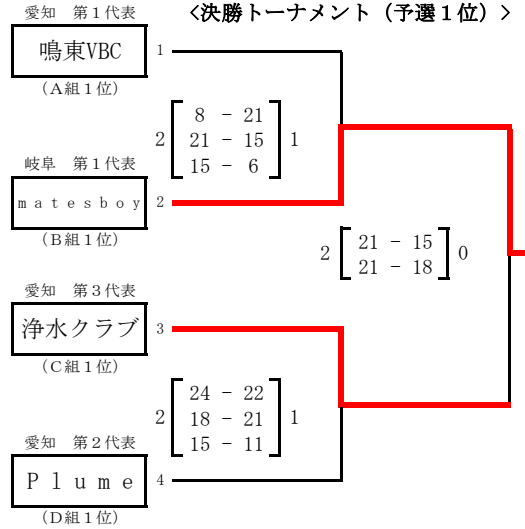 愛知　第１代表
<決勝トーナメント（予選１位）>
鳴東VBC
1
（A組１位）
8 - 21
2 21 - 15 1
15 - 6
岐阜　第１代表
ｍａｔｅｓｂｏｙ
2
（B組１位）
21 - 15
2 0
21 - 18
愛知　第３代表
浄水クラブ
3
（C組１位）
24 - 22
2 18 - 21 1
15 - 11
愛知　第２代表
Ｐｌｕｍｅ
4
（D組１位）